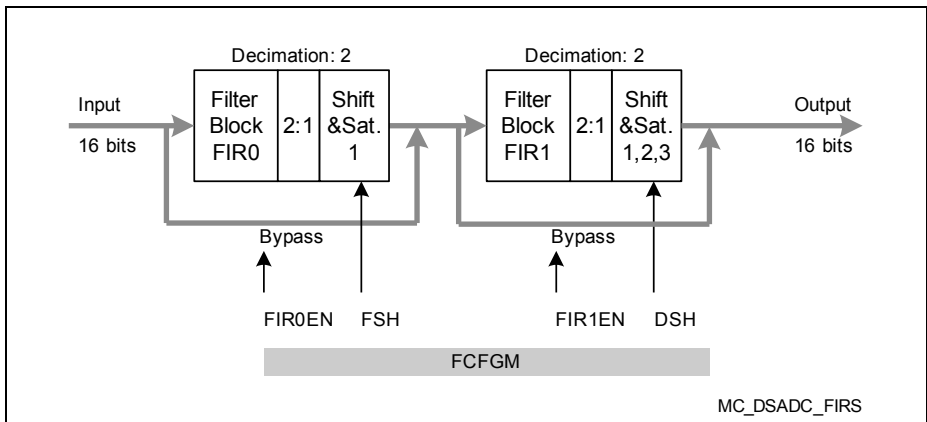 Decimation: 2
Decimation: 2
Input
16 bits
Filter
Block
FIR0
2:1
Shift
&Sat.
1
Bypass
Filter
Block
FIR1
2:1
Shift
&Sat.
1,2,3
Bypass
Output
16 bits
FIR0EN
FSH
FIR1EN
DSH
FCFGM
MC_DSADC_FIRS